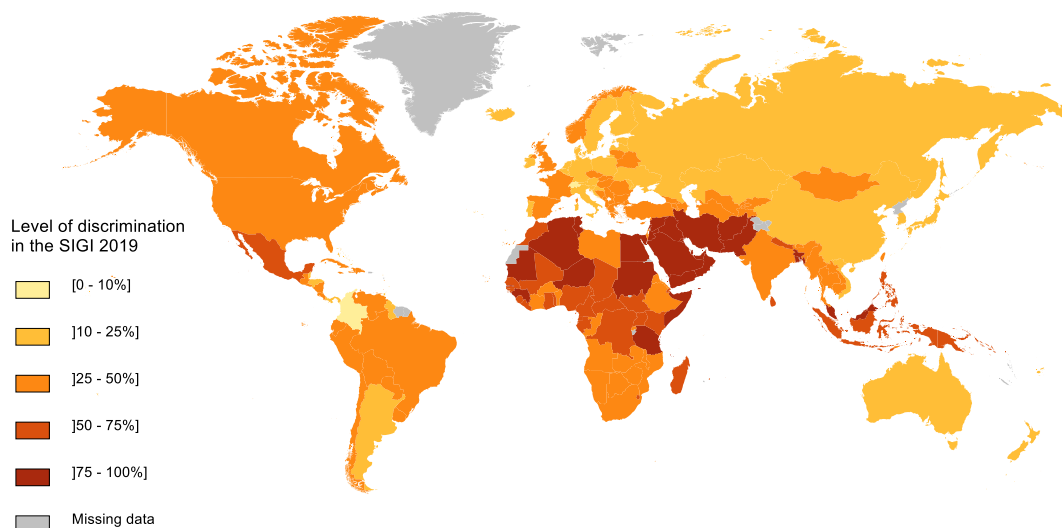 Level of discrimination
in the SIGI 2019
[0 - 10%]
]10 - 25%]
]25 - 50%]
]50 - 75%]
]75 - 100%]
Missing data